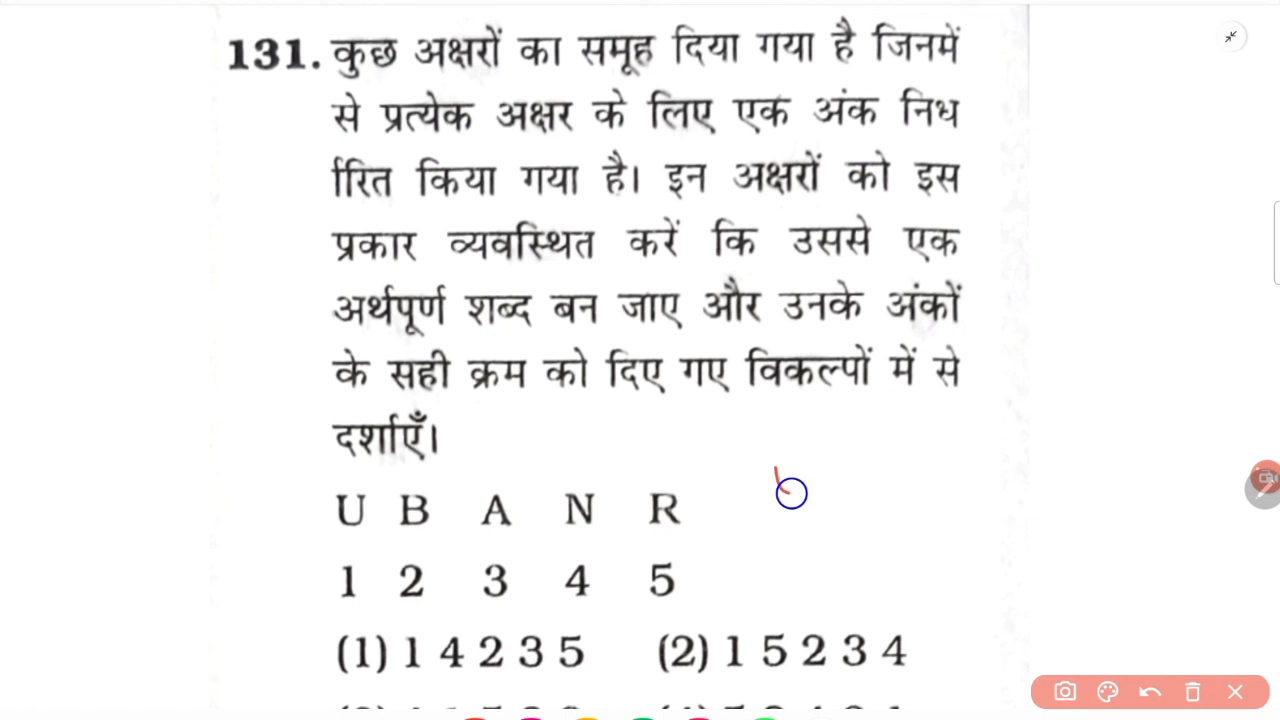 131. कुछ अक्षरों का समूह दिया गया है जिनमें
से प्रत्येक अक्षर के लिए एक अंक निध
र्रित किया गया है। इन अक्षरों को इस
प्रकार व्यवस्थित करें कि उससे एक
अर्थपूर्ण शब्द बन जाए और उनके अंकों
के सही क्रम को दिए गए विकल्पों में से
दर्शाएँ।
U B A N R
1 2 3 4 5
(1) 1 4 2 3 5 (2) 1 5 2 3 4